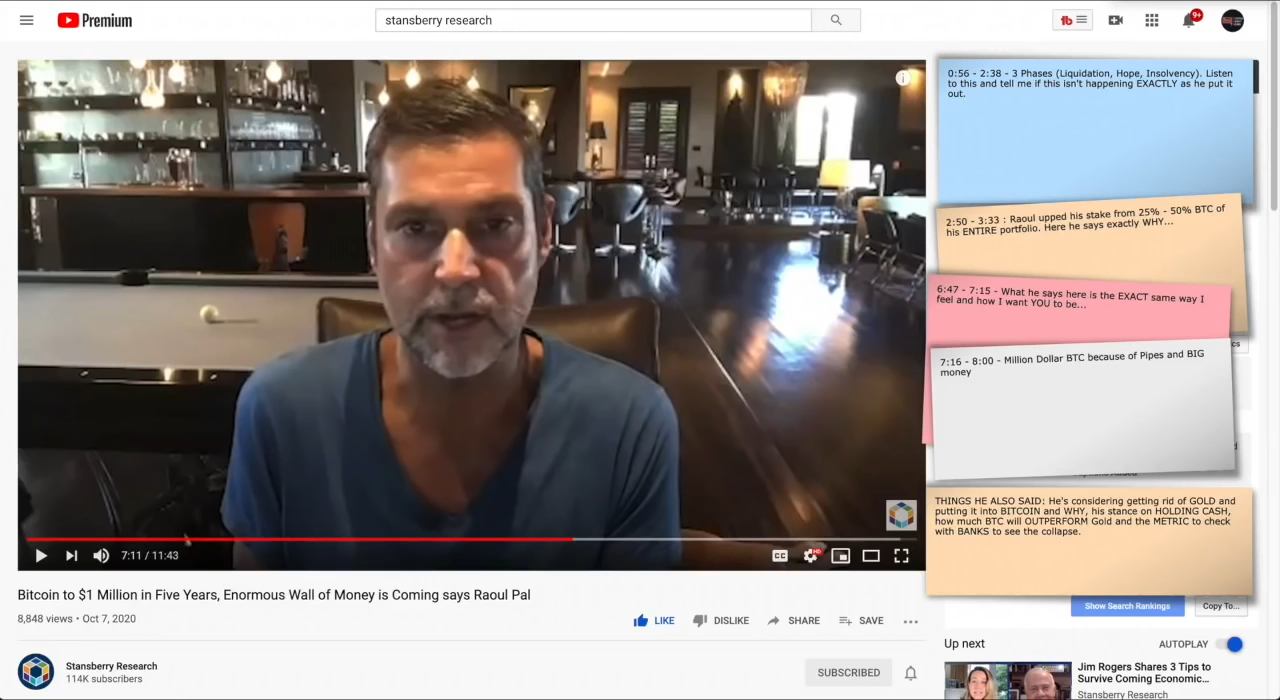 Premium
stansberry research
9+
0:56 - 2:38 - 3 Phases (Liquidation, Hope, Insolvency). Listen
to this and tell me if this isn't happening EXACTLY as he put it
out.
2:50 - 3:33 : Raoul upped his stake from 25% - 50% BTC of
his ENTIRE portfolio. Here he says exactly WHY...
6:47 - 7:15 - What he says here is the EXACT same way I
feel and how I want YOU to be...
7:16 - 8:00 - Million Dollar BTC because of Pipes and BIG
money
THINGS HE ALSO SAID: He's considering getting rid of GOLD and
putting it into BITCOIN and WHY, his stance on HOLDING CASH,
how much BTC will OUTPERFORM Gold and the METRIC to check
with BANKS to see the collapse.
7:11 / 11:43
CC
HD
Bitcoin to $1 Million in Five Years, Enormous Wall of Money is Coming says Raoul Pal
8,848 views • Oct 7, 2020
LIKE
DISLIKE
SHARE
SAVE
Stansberry Research
114K subscribers
SUBSCRIBED
Show Search Rankings
Copy To...
Up next
AUTOPLAY
Jim Rogers Shares 3 Tips to
Survive Coming Economic...
Stansberry Research